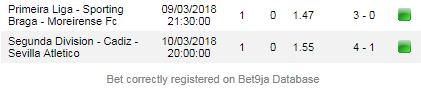 Primeira Liga - Sporting Braga - Moreirense Fc 09/03/2018 21:30:00 1 0 1.47 3 - 0
Segunda Division - Cadiz - Sevilla Atletico 10/03/2018 20:00:00 1 0 1.55 4 - 1
Bet correctly registered on Bet9ja Database